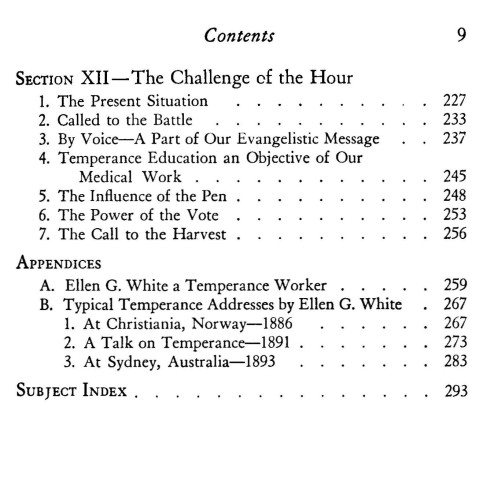 Contents 9
SECTION XII—The Challenge of the Hour
1. The Present Situation . . . . . . . . . . 227
2. Called to the Battle . . . . . . . . . . . 233
3. By Voice—A Part of Our Evangelistic Message . . 237
4. Temperance Education an Objective of Our
Medical Work . . . . . . . . . . . . 245
5. The Influence of the Pen . . . . . . . . . . 248
6. The Power of the Vote . . . . . . . . . . 253
7. The Call to the Harvest . . . . . . . . . . 256
APPENDICES
A. Ellen G. White a Temperance Worker . . . . . 259
B. Typical Temperance Addresses by Ellen G. White . 267
1. At Christiania, Norway—1886 . . . . . . 267
2. A Talk on Temperance—1891 . . . . . . . 273
3. At Sydney, Australia—1893 . . . . . . . 283
SUBJECT INDEX . . . . . . . . . . . . . . . 293